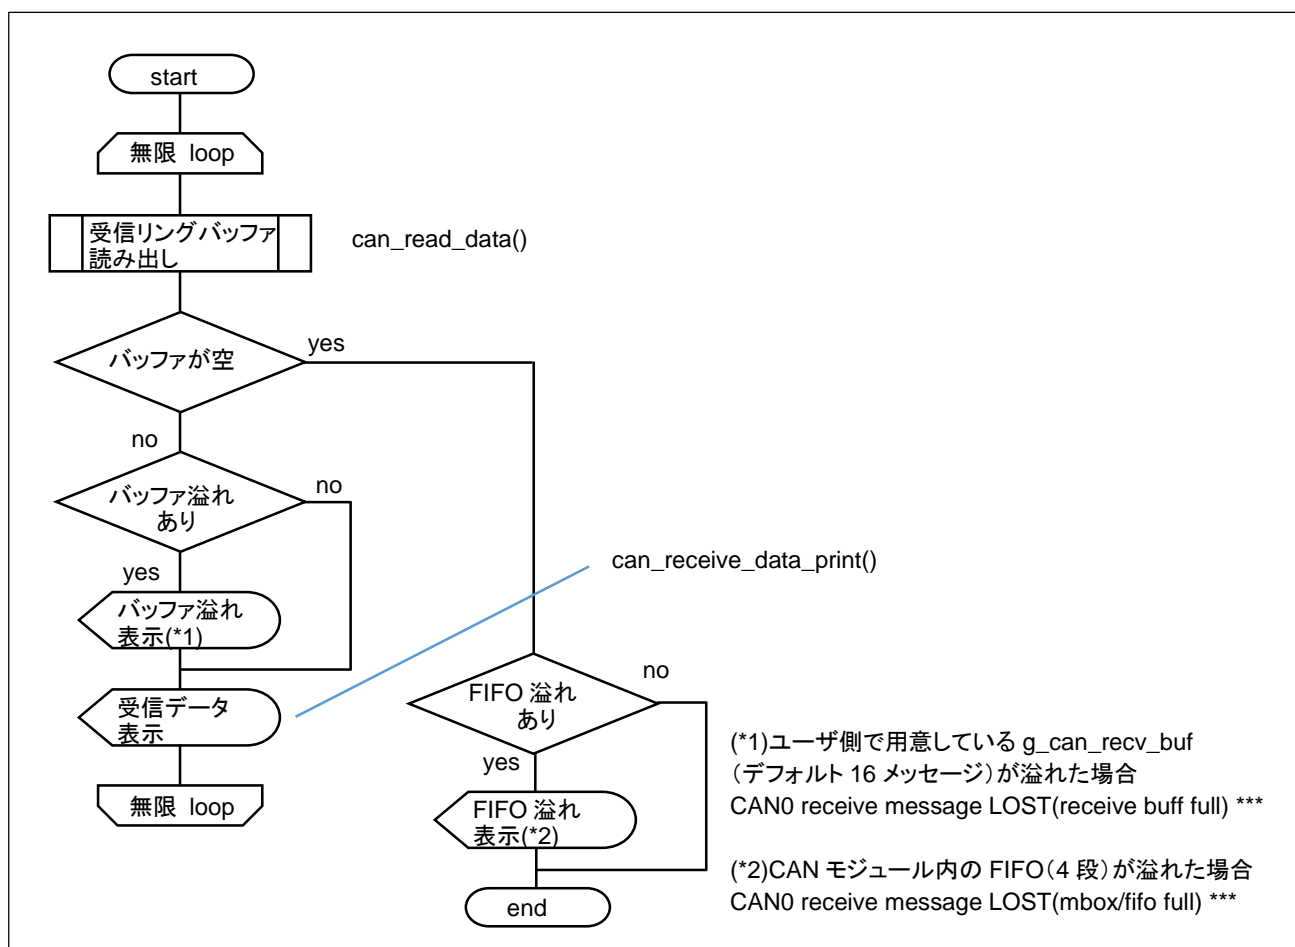 start
無限 loop
受信リングバッファ
読み出し
can_read_data()
バッファが空
yes
no
バッファ溢れ
あり
no
yes
バッファ溢れ
表示(*1)
受信データ
表示
can_receive_data_print()
無限 loop
FIFO 溢れ
あり
no
yes
FIFO 溢れ
表示(*2)
end
(*1)ユーザ側で用意している g_can_recv_buf
（デフォルト 16 メッセージ）が溢れた場合
CAN0 receive message LOST(receive buff full) ***
(*2)CAN モジュール内の FIFO（4 段）が溢れた場合
CAN0 receive message LOST(mbox/fifo full) ***